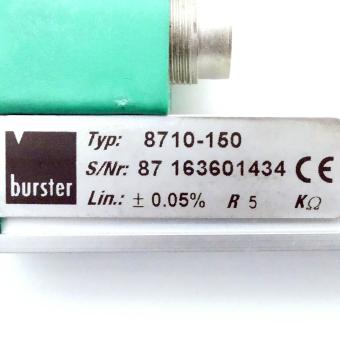 burster
Typ: 8710-150
S/Nr: 87 163601434 CE
Lin.: ± 0.05% R 5 KΩ